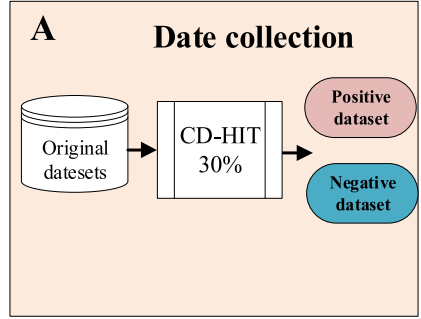 A
Date collection
Original
datesets
CD-HIT
30%
Positive
dataset
Negative
dataset